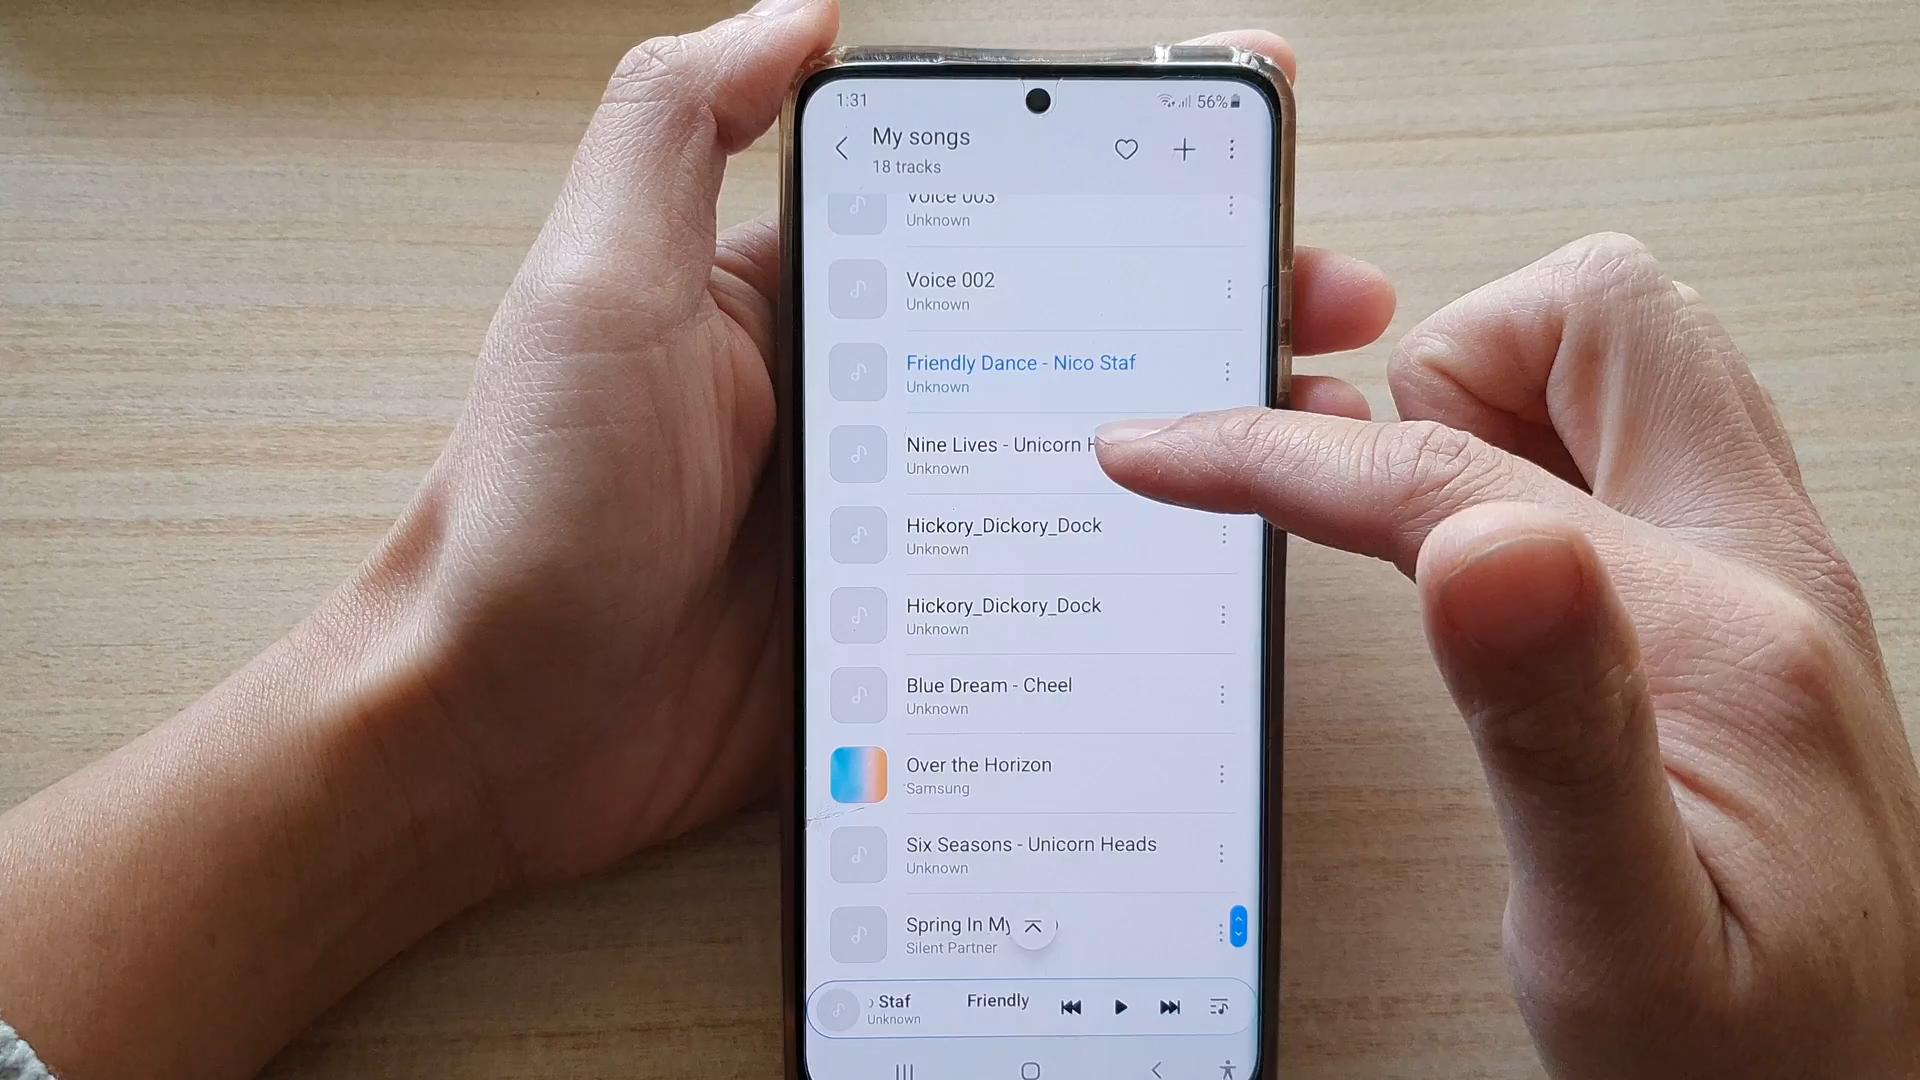 1:31
56%
My songs
18 tracks
Voice 003
Unknown
Voice 002
Unknown
Friendly Dance - Nico Staf
Unknown
Nine Lives - Unicorn H
Unknown
Hickory_Dickory_Dock
Unknown
Hickory_Dickory_Dock
Unknown
Blue Dream - Cheel
Unknown
Over the Horizon
Samsung
Six Seasons - Unicorn Heads
Unknown
Spring In My
Silent Partner
Staf Friendly
Unknown